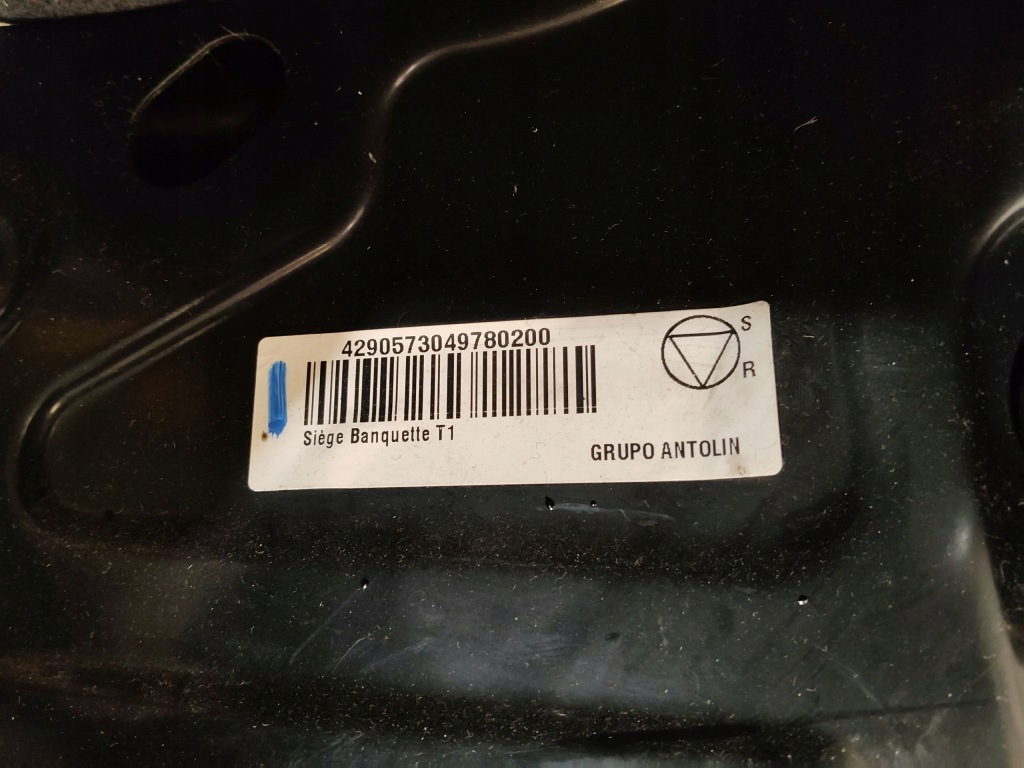 4290573049780200
S
R
Siège Banquette T1
GRUPO ANTOLIN